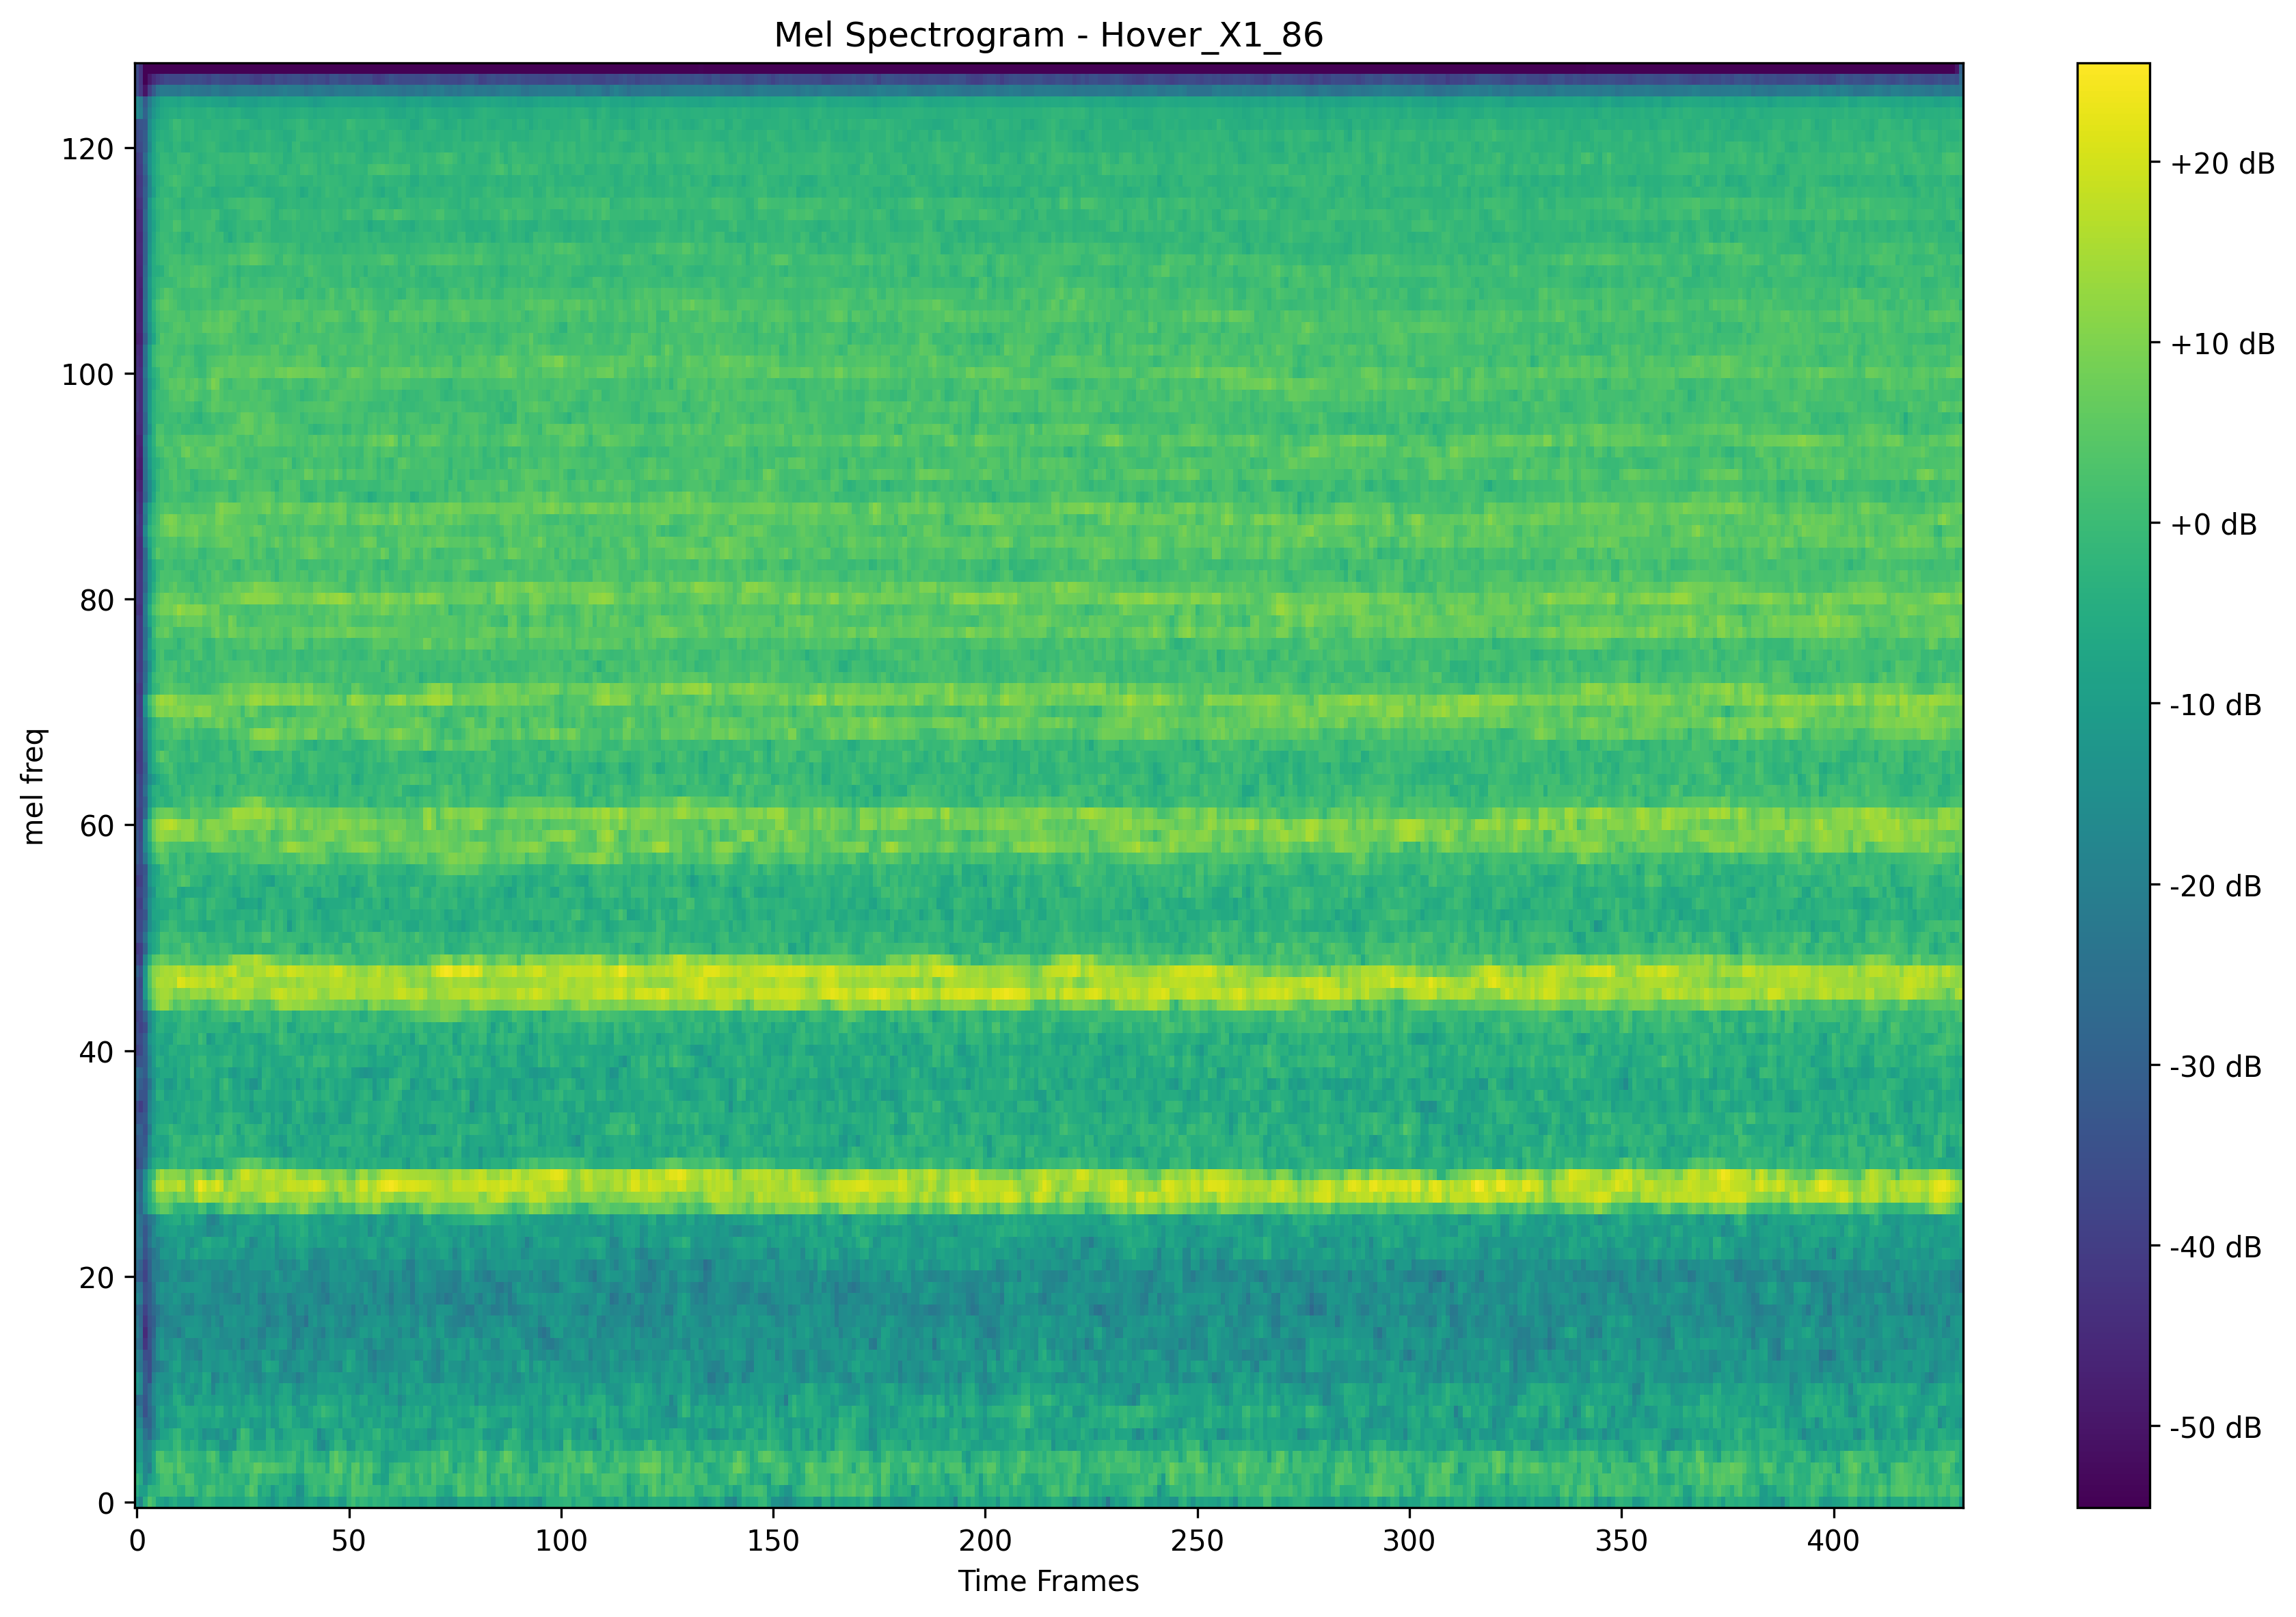 Mel Spectrogram - Hover_X1_86
mel freq
120
100
80
60
40
20
0
0 50 100 150 200 250 300 350 400
Time Frames
+20 dB
+10 dB
+0 dB
-10 dB
-20 dB
-30 dB
-40 dB
-50 dB